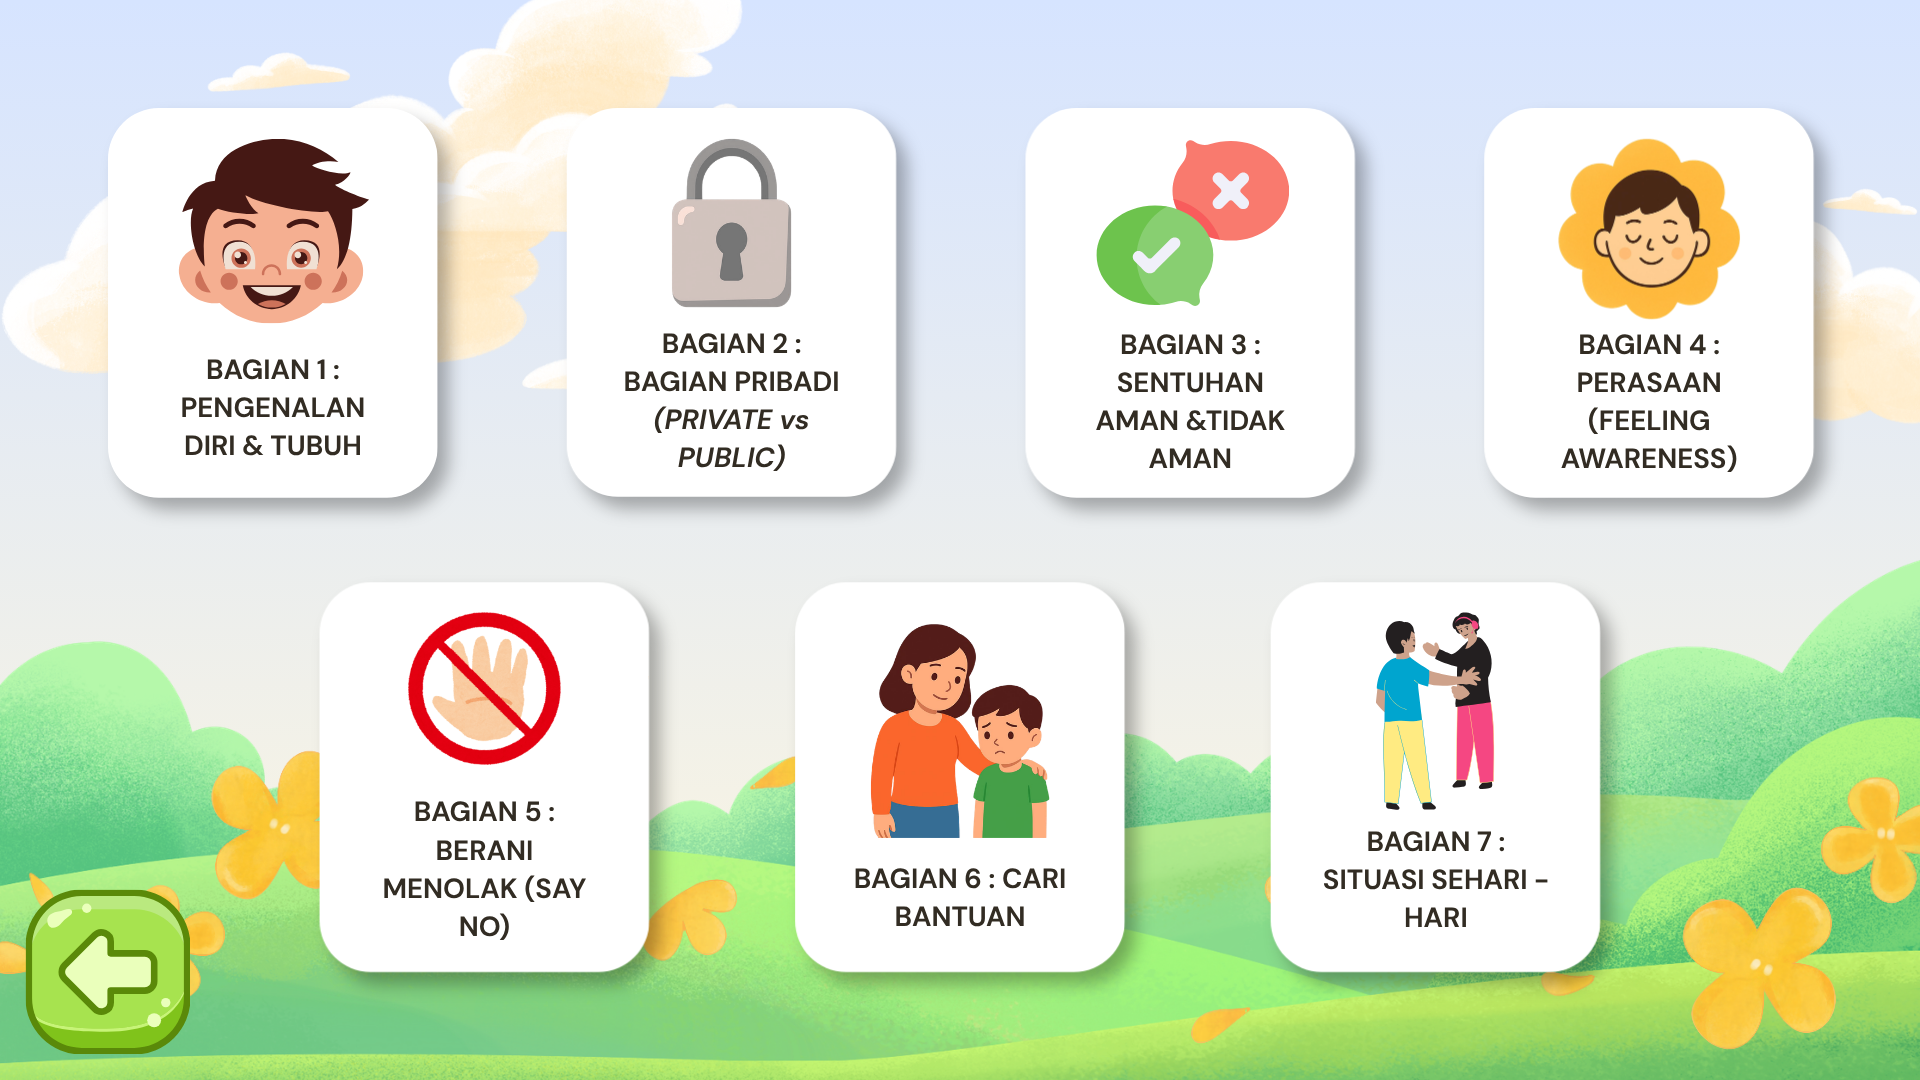 BAGIAN 1 :
PENGENALAN
DIRI & TUBUH
BAGIAN 2 :
BAGIAN PRIBADI
(PRIVATE vs
PUBLIC)
BAGIAN 3 :
SENTUHAN
AMAN &TIDAK
AMAN
BAGIAN 4 :
PERASAAN
(FEELING
AWARENESS)
BAGIAN 5 :
BERANI
MENOLAK (SAY
NO)
BAGIAN 6 : CARI
BANTUAN
BAGIAN 7 :
SITUASI SEHARI -
HARI